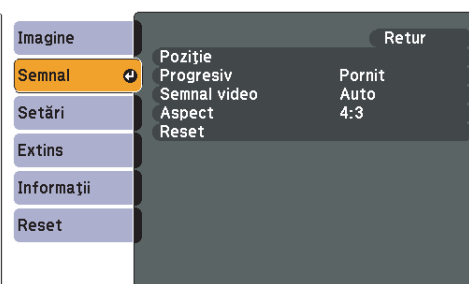 Imagine
Semnal
Setări
Extins
Informaţii
Reset
Retur
Poziţie
Progresiv Pornit
Semnal video Auto
Aspect 4:3
Reset